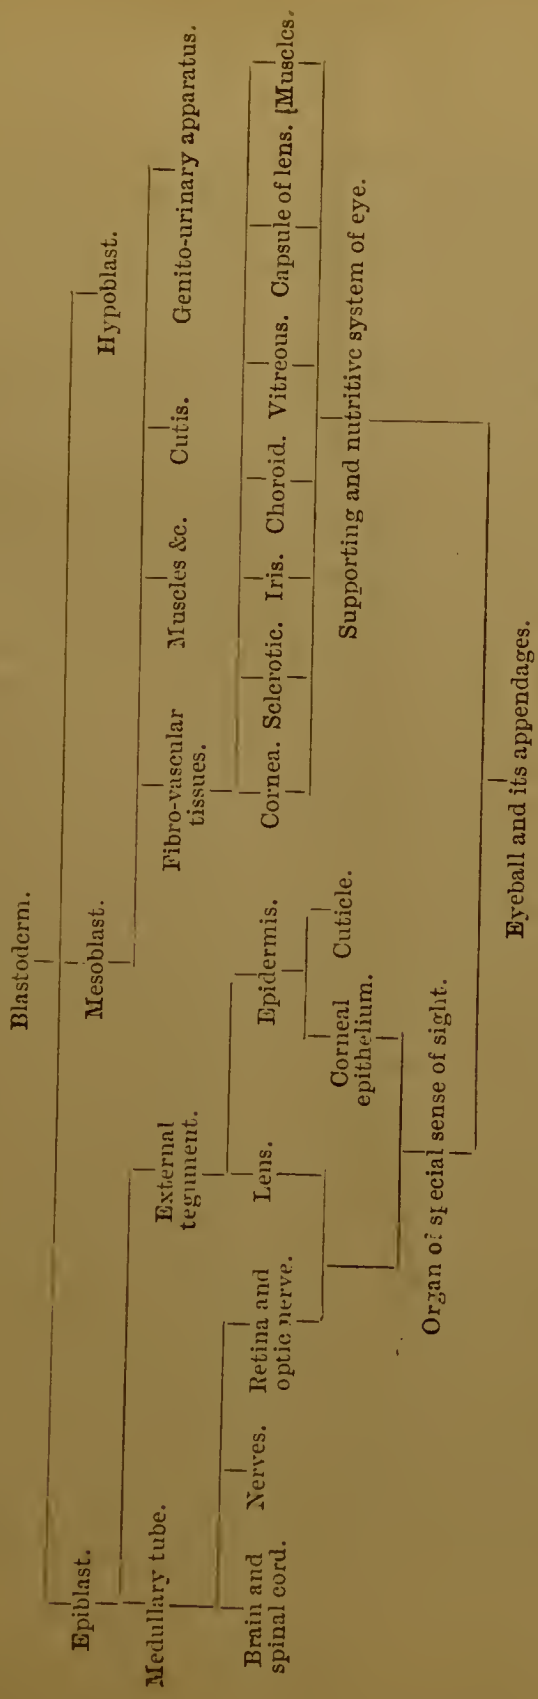 Blastoderm.
Epiblast.
Mesoblast.
Hypoblast.
Medullary tube.
External
tegument.
Fibro-vascular
tissues.
Muscles &c.
Cutis.
Genito-urinary apparatus.
Brain and
spinal cord.
Nerves.
Retina and
optic nerve.
Lens.
Epidermis.
Cornea.
Sclerotic.
Iris.
Choroid.
Vitreous.
Capsule of lens.
{Muscles.
Corneal
epithelium.
Cuticle.
Supporting and nutritive system of eye.
Organ of special sense of sight.
Eyeball and its appendages.